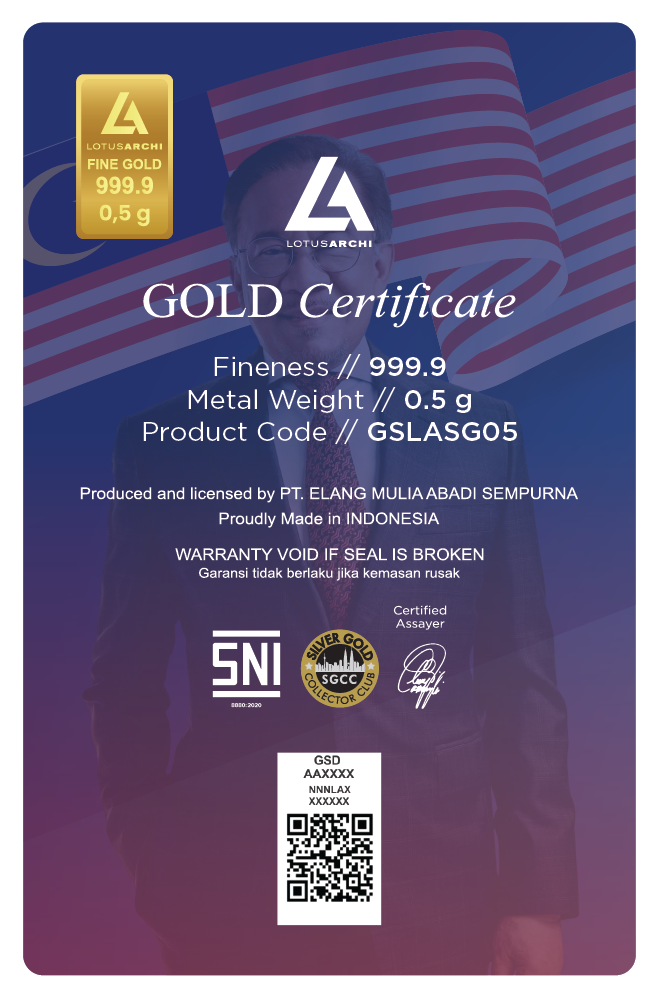 LOTUSARCHI
FINE GOLD
999.9
0,5 g
LOTUSARCHI
GOLD Certificate
Fineness // 999.9
Metal Weight // 0.5 g
Product Code // GSLASG05
Produced and licensed by PT. ELANG MULIA ABADI SEMPURNA
Proudly Made in INDONESIA
WARRANTY VOID IF SEAL IS BROKEN
Garansi tidak berlaku jika kemasan rusak
Certified
Assayer
SNI
8880:2020
SILVER GOLD
SGCC
COLLECTOR CLUB
GSD
AAXXXX
NNNLAX
XXXXXX